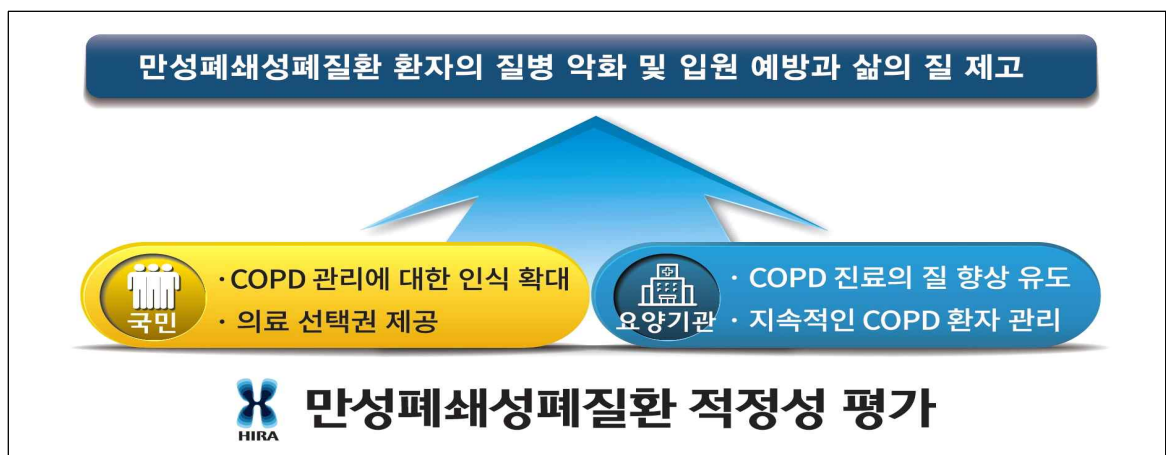 만성폐쇄성폐질환 환자의 질병 악화 및 입원 예방과 삶의 질 제고
국민
· COPD 관리에 대한 인식 확대
· 의료 선택권 제공
요양기관
· COPD 진료의 질 향상 유도
· 지속적인 COPD 환자 관리
HIRA
만성폐쇄성폐질환 적정성 평가